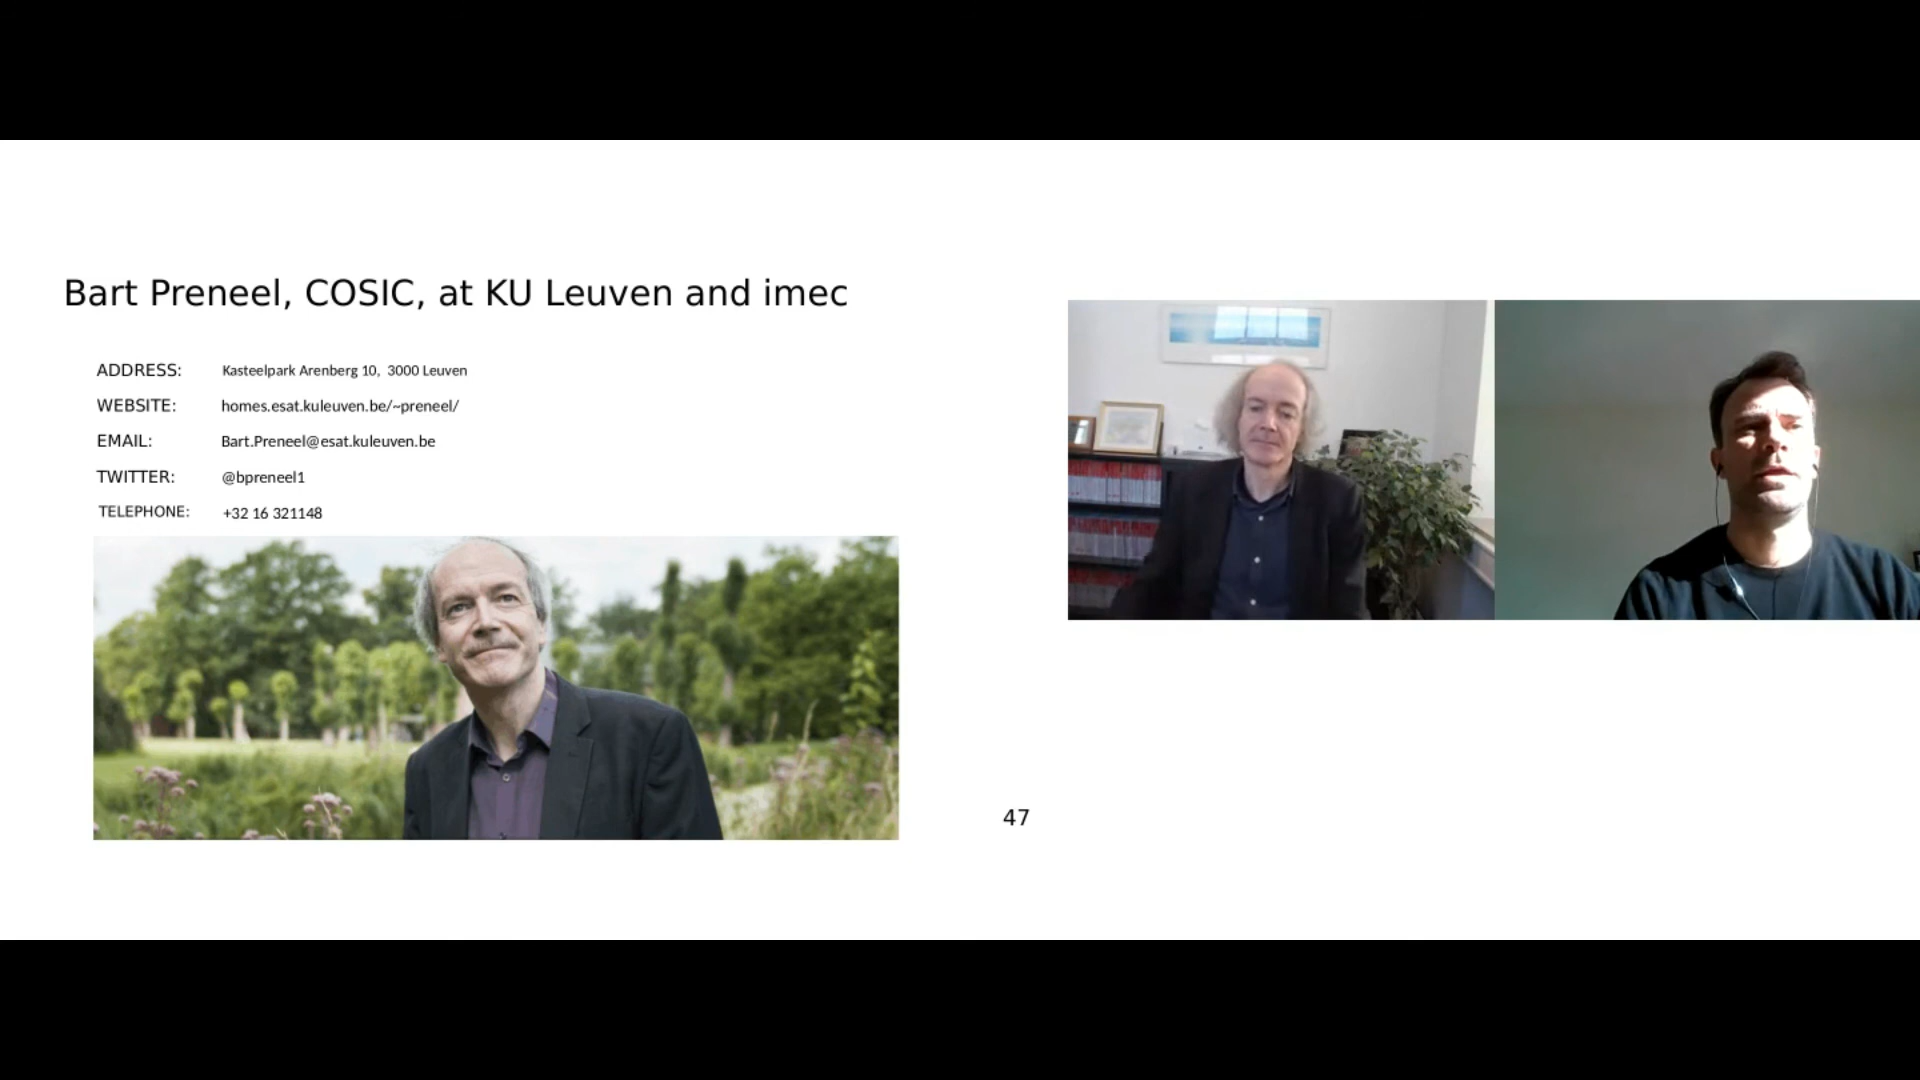 Bart Preneel, COSIC, at KU Leuven and imec
ADDRESS: Kasteelpark Arenberg 10, 3000 Leuven
WEBSITE: homes.esat.kuleuven.be/~preneel/
EMAIL: Bart.Preneel@esat.kuleuven.be
TWITTER: @bpreneel1
TELEPHONE: +32 16 321148
47